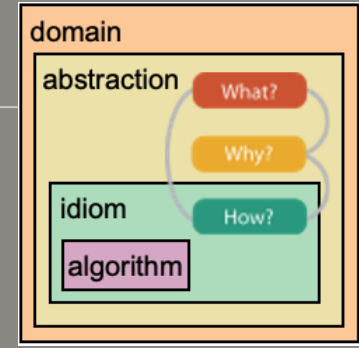 domain
abstraction
What?
Why?
idiom
How?
algorithm